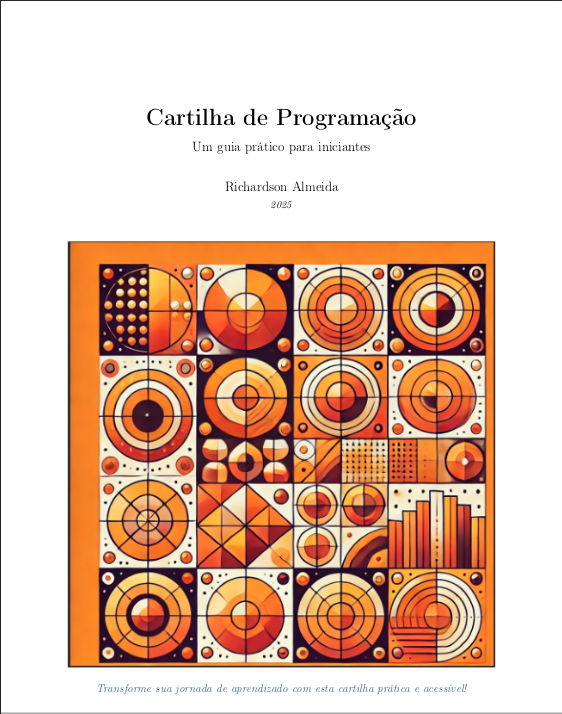 Cartilha de Programação
Um guia prático para iniciantes
Richardson Almeida
2025
Transforme sua jornada de aprendizado com esta cartilha prática e acessível!